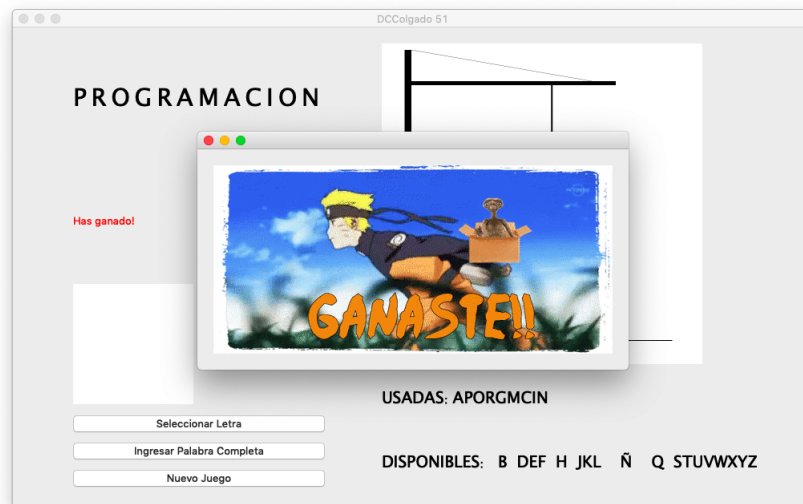 DCColgado 51
PROGRAMACION
Has ganado!
GANASTE!!
USADAS: APORGMCIN
Seleccionar Letra
Ingresar Palabra Completa
DISPONIBLES: B DEF H JKL Ñ Q STUVWXYZ
Nuevo Juego